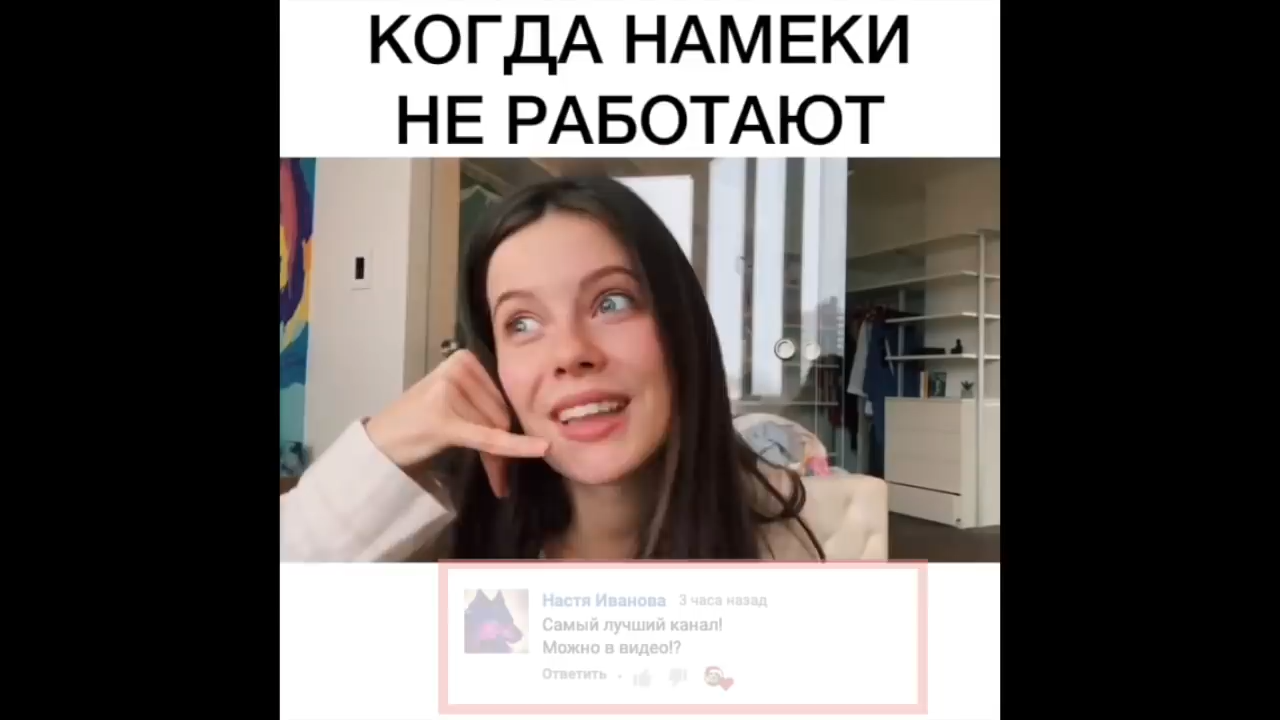 КОГДА НАМЕКИ
НЕ РАБОТАЮТ
Настя Иванова 3 часа назад
Самый лучший канал!
Можно в видео!?
Ответить